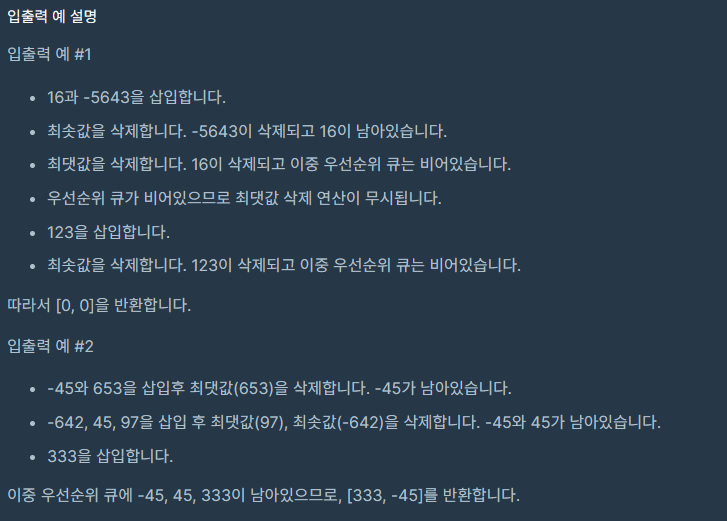 입출력 예 설명
입출력 예 #1
• 16과 -5643을 삽입합니다.
• 최솟값을 삭제합니다. -5643이 삭제되고 16이 남아있습니다.
• 최댓값을 삭제합니다. 16이 삭제되고 이중 우선순위 큐는 비어있습니다.
• 우선순위 큐가 비어있으므로 최댓값 삭제 연산이 무시됩니다.
• 123을 삽입합니다.
• 최솟값을 삭제합니다. 123이 삭제되고 이중 우선순위 큐는 비어있습니다.
따라서 [0, 0]을 반환합니다.
입출력 예 #2
• -45와 653을 삽입후 최댓값(653)을 삭제합니다. -45가 남아있습니다.
• -642, 45, 97을 삽입 후 최댓값(97), 최솟값(-642)을 삭제합니다. -45와 45가 남아있습니다.
• 333을 삽입합니다.
이중 우선순위 큐에 -45, 45, 333이 남아있으므로, [333, -45]를 반환합니다.